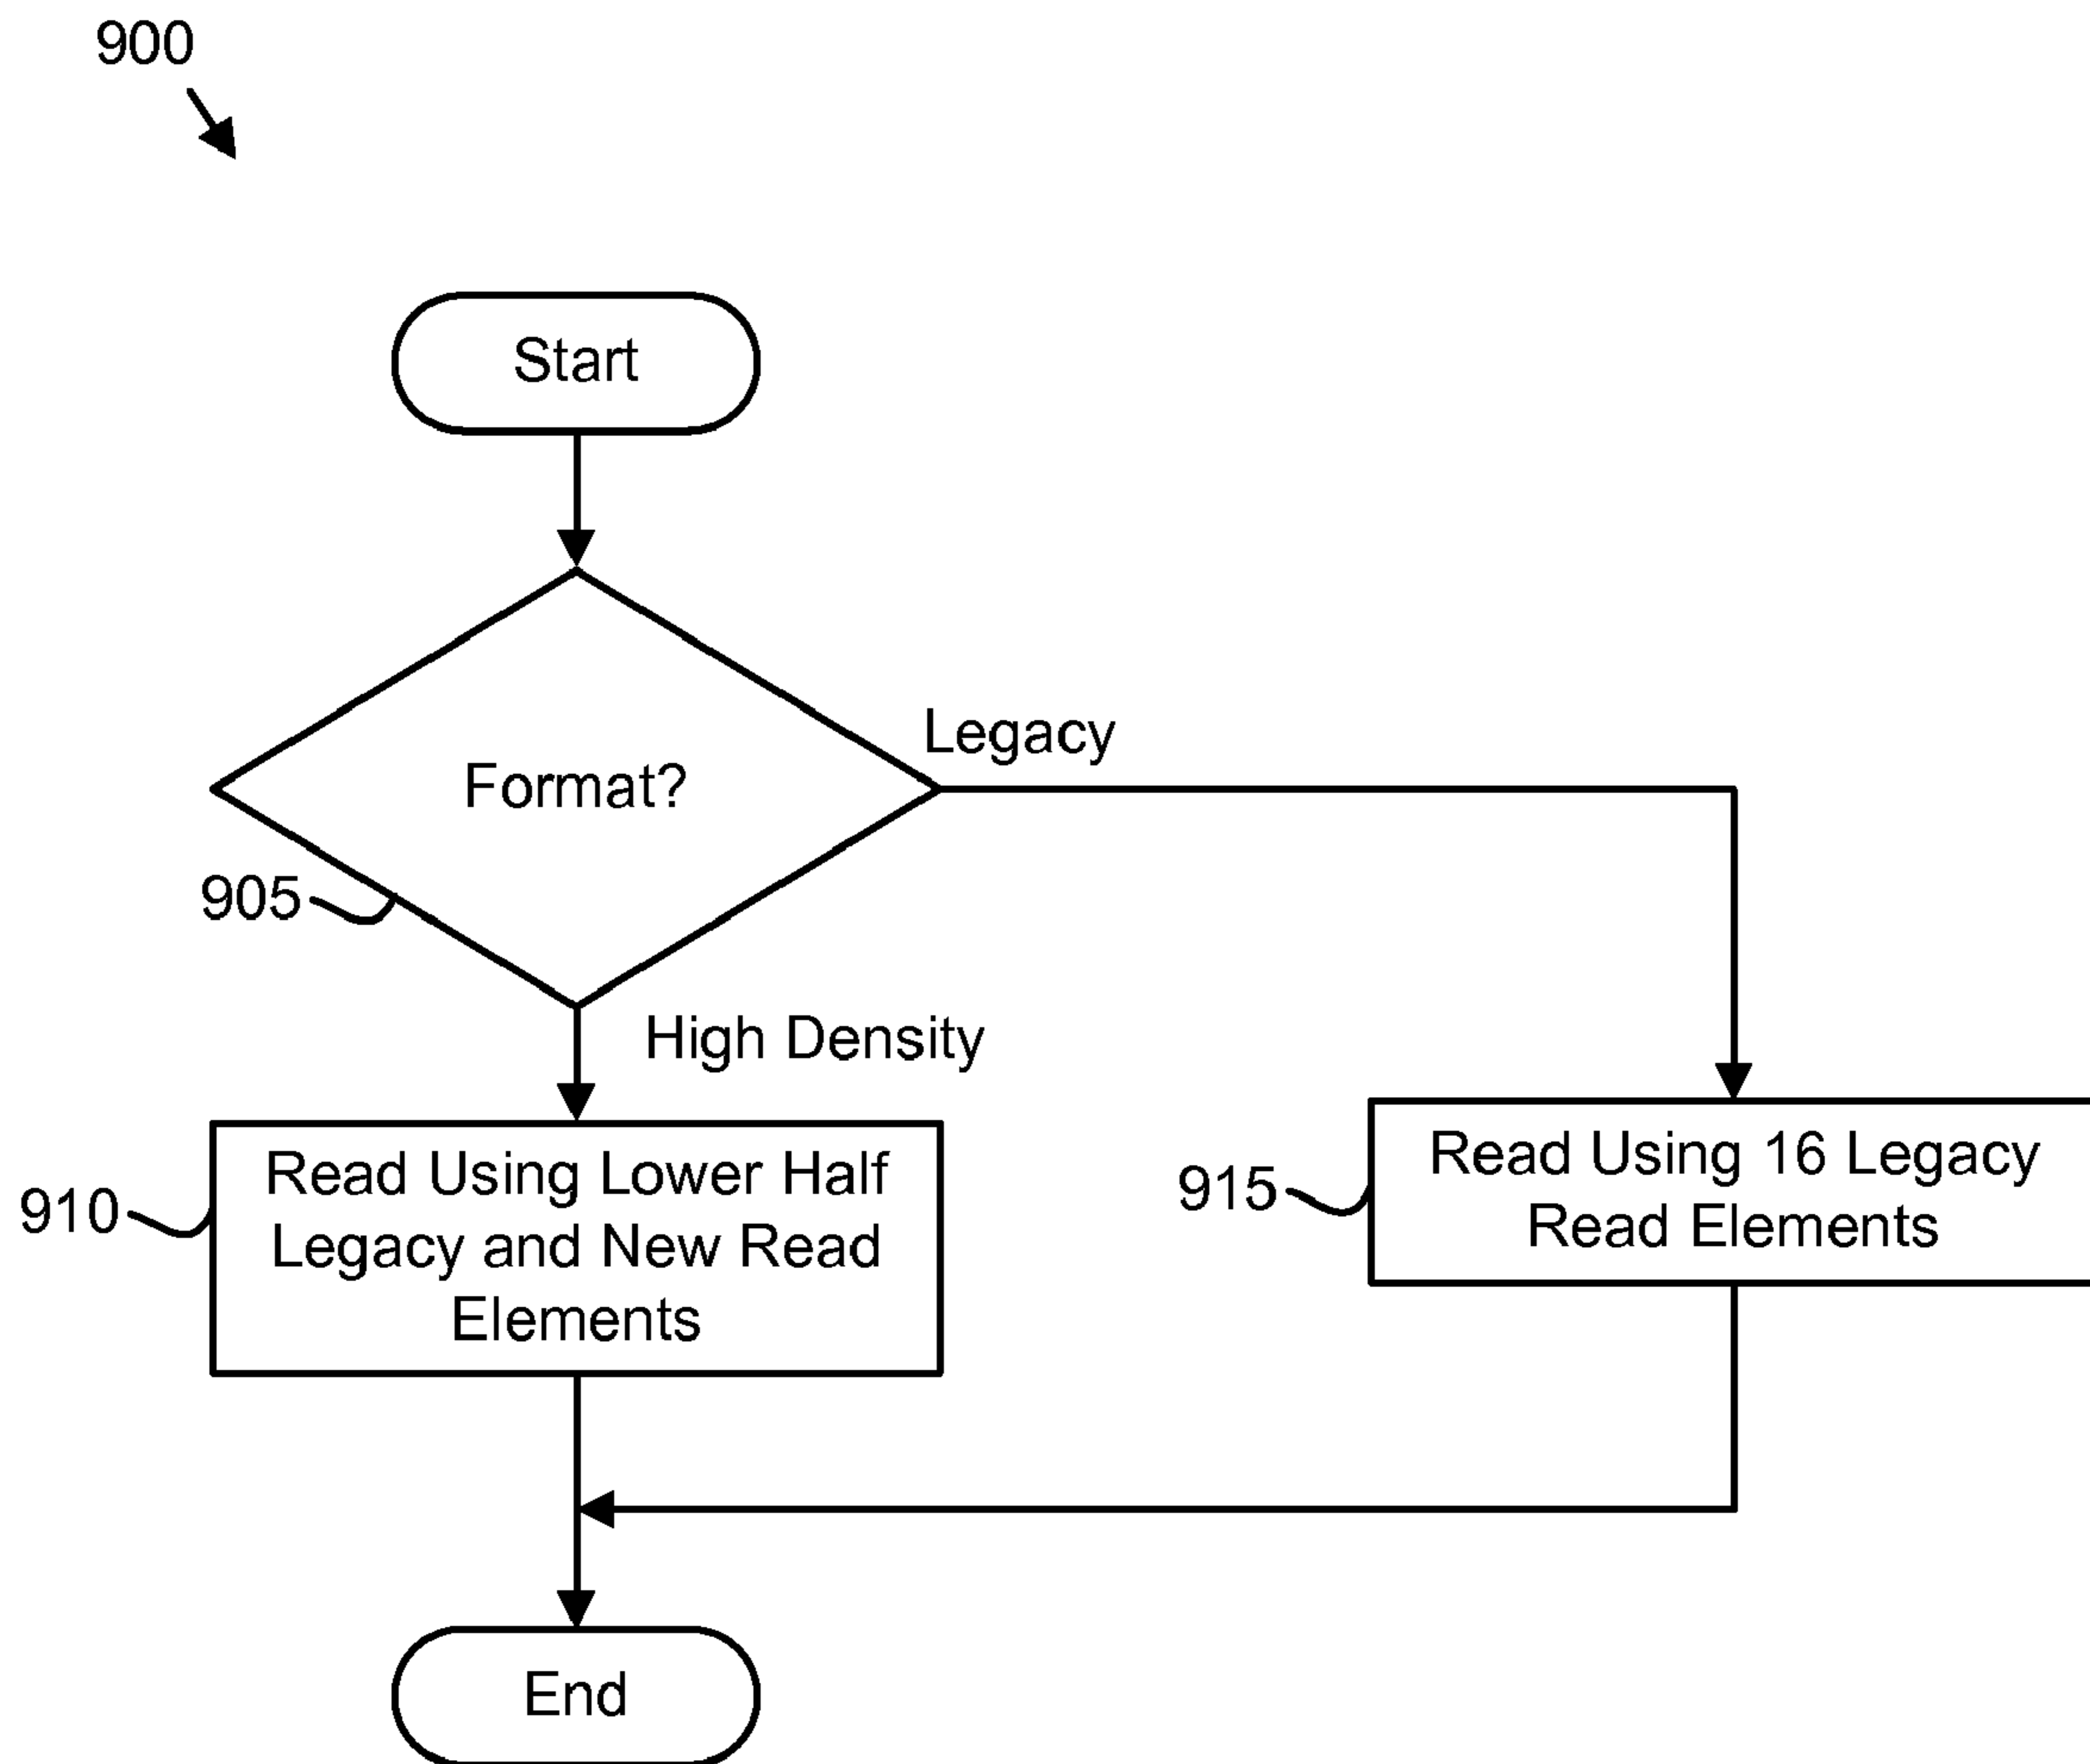 900
Start
Format?
Legacy
905
High Density
Read Using Lower Half
Legacy and New Read
Elements
910
Read Using 16 Legacy
Read Elements
915
End